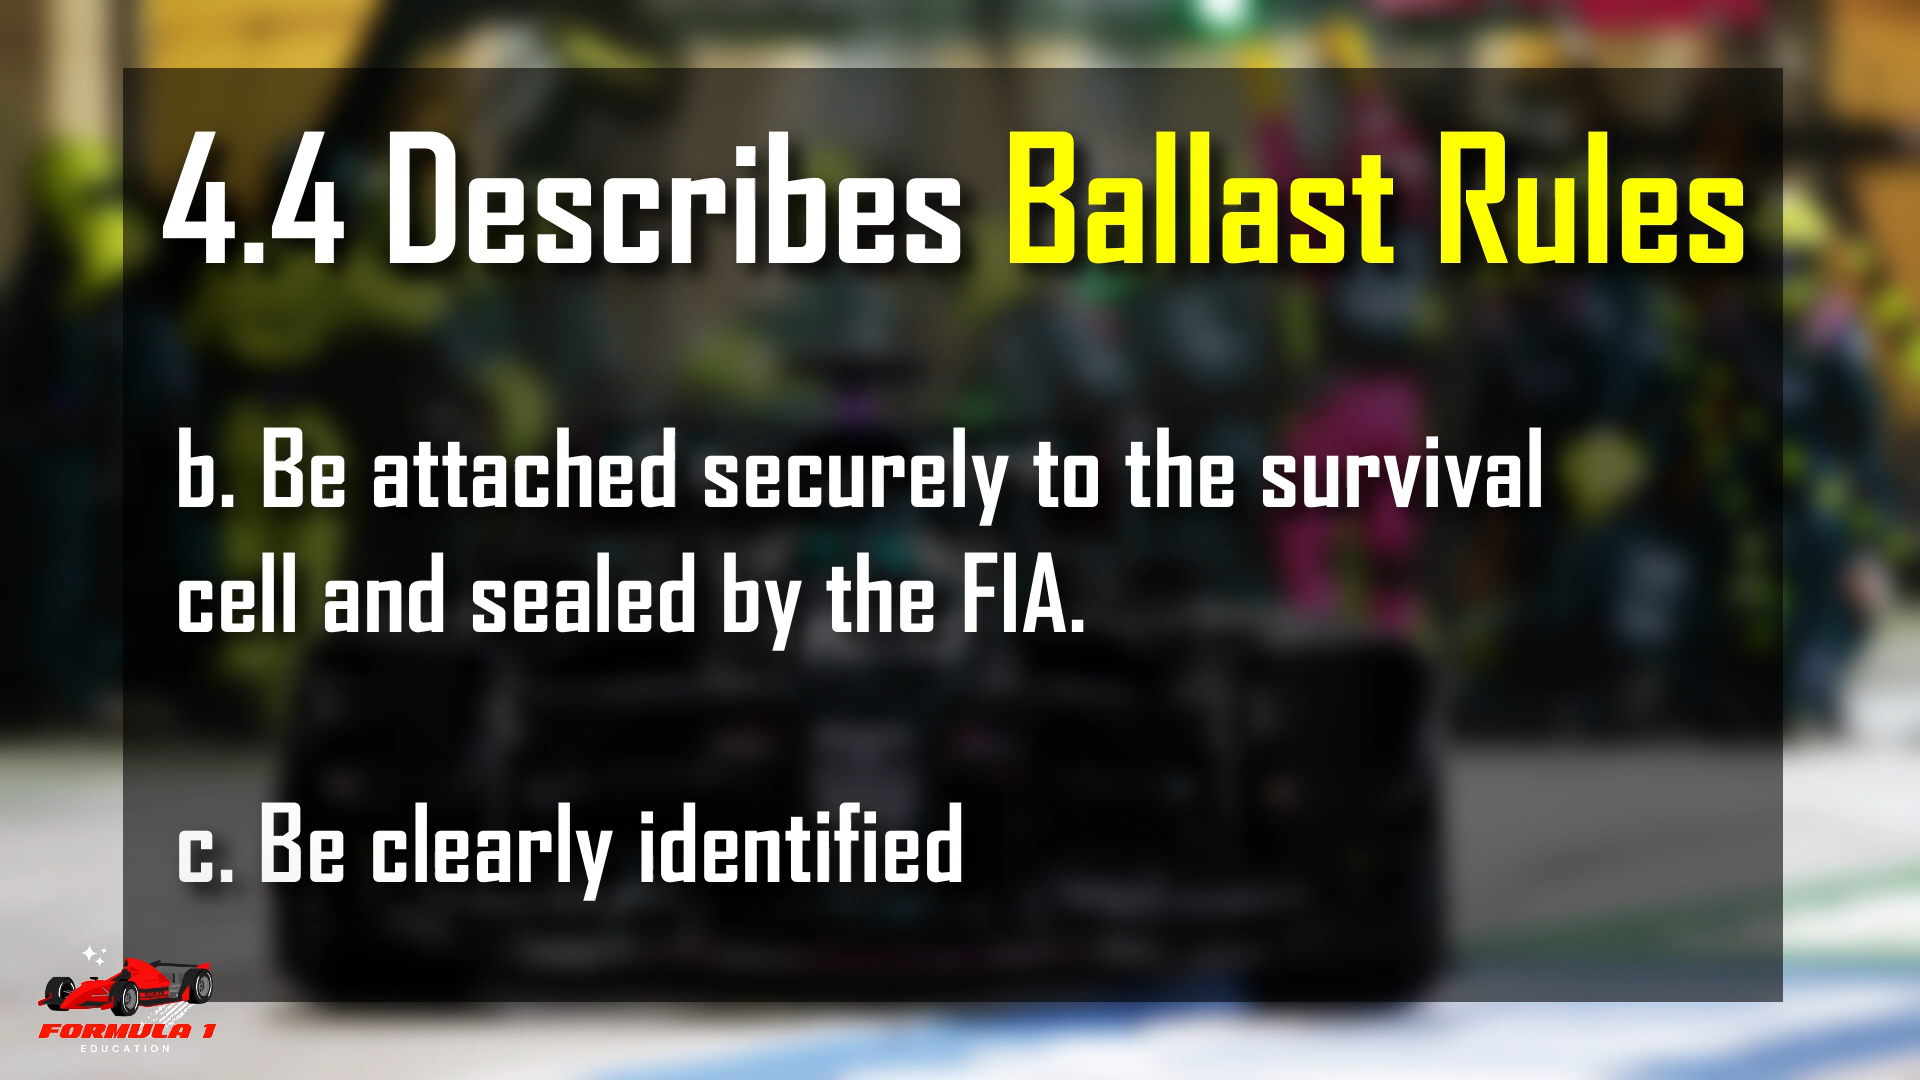 4.4 Describes Ballast Rules
b. Be attached securely to the survival
cell and sealed by the FIA.
c. Be clearly identified
FORMULA 1
EDUCATION